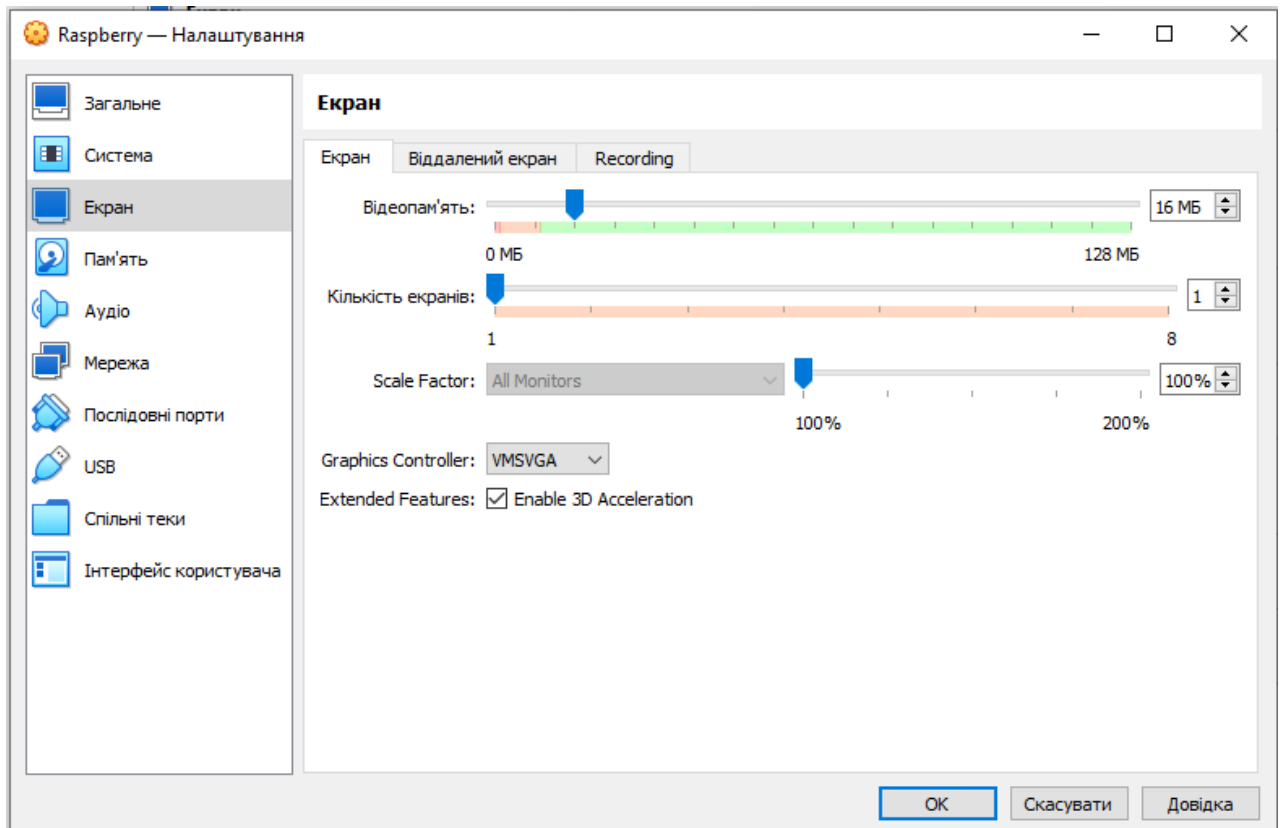 Raspberry — Налаштування
Загальне
Система
Екран
Пам'ять
Аудіо
Мережа
Послідовні порти
USB
Спільні теки
Інтерфейс користувача
Екран
Екран Віддалений екран Recording
Відеопам'ять: 16 МБ
0 МБ 128 МБ
Кількість екранів: 1
1 8
Scale Factor: All Monitors 100%
100% 200%
Graphics Controller: VMSVGA
Extended Features: Enable 3D Acceleration
OK Скасувати Довідка